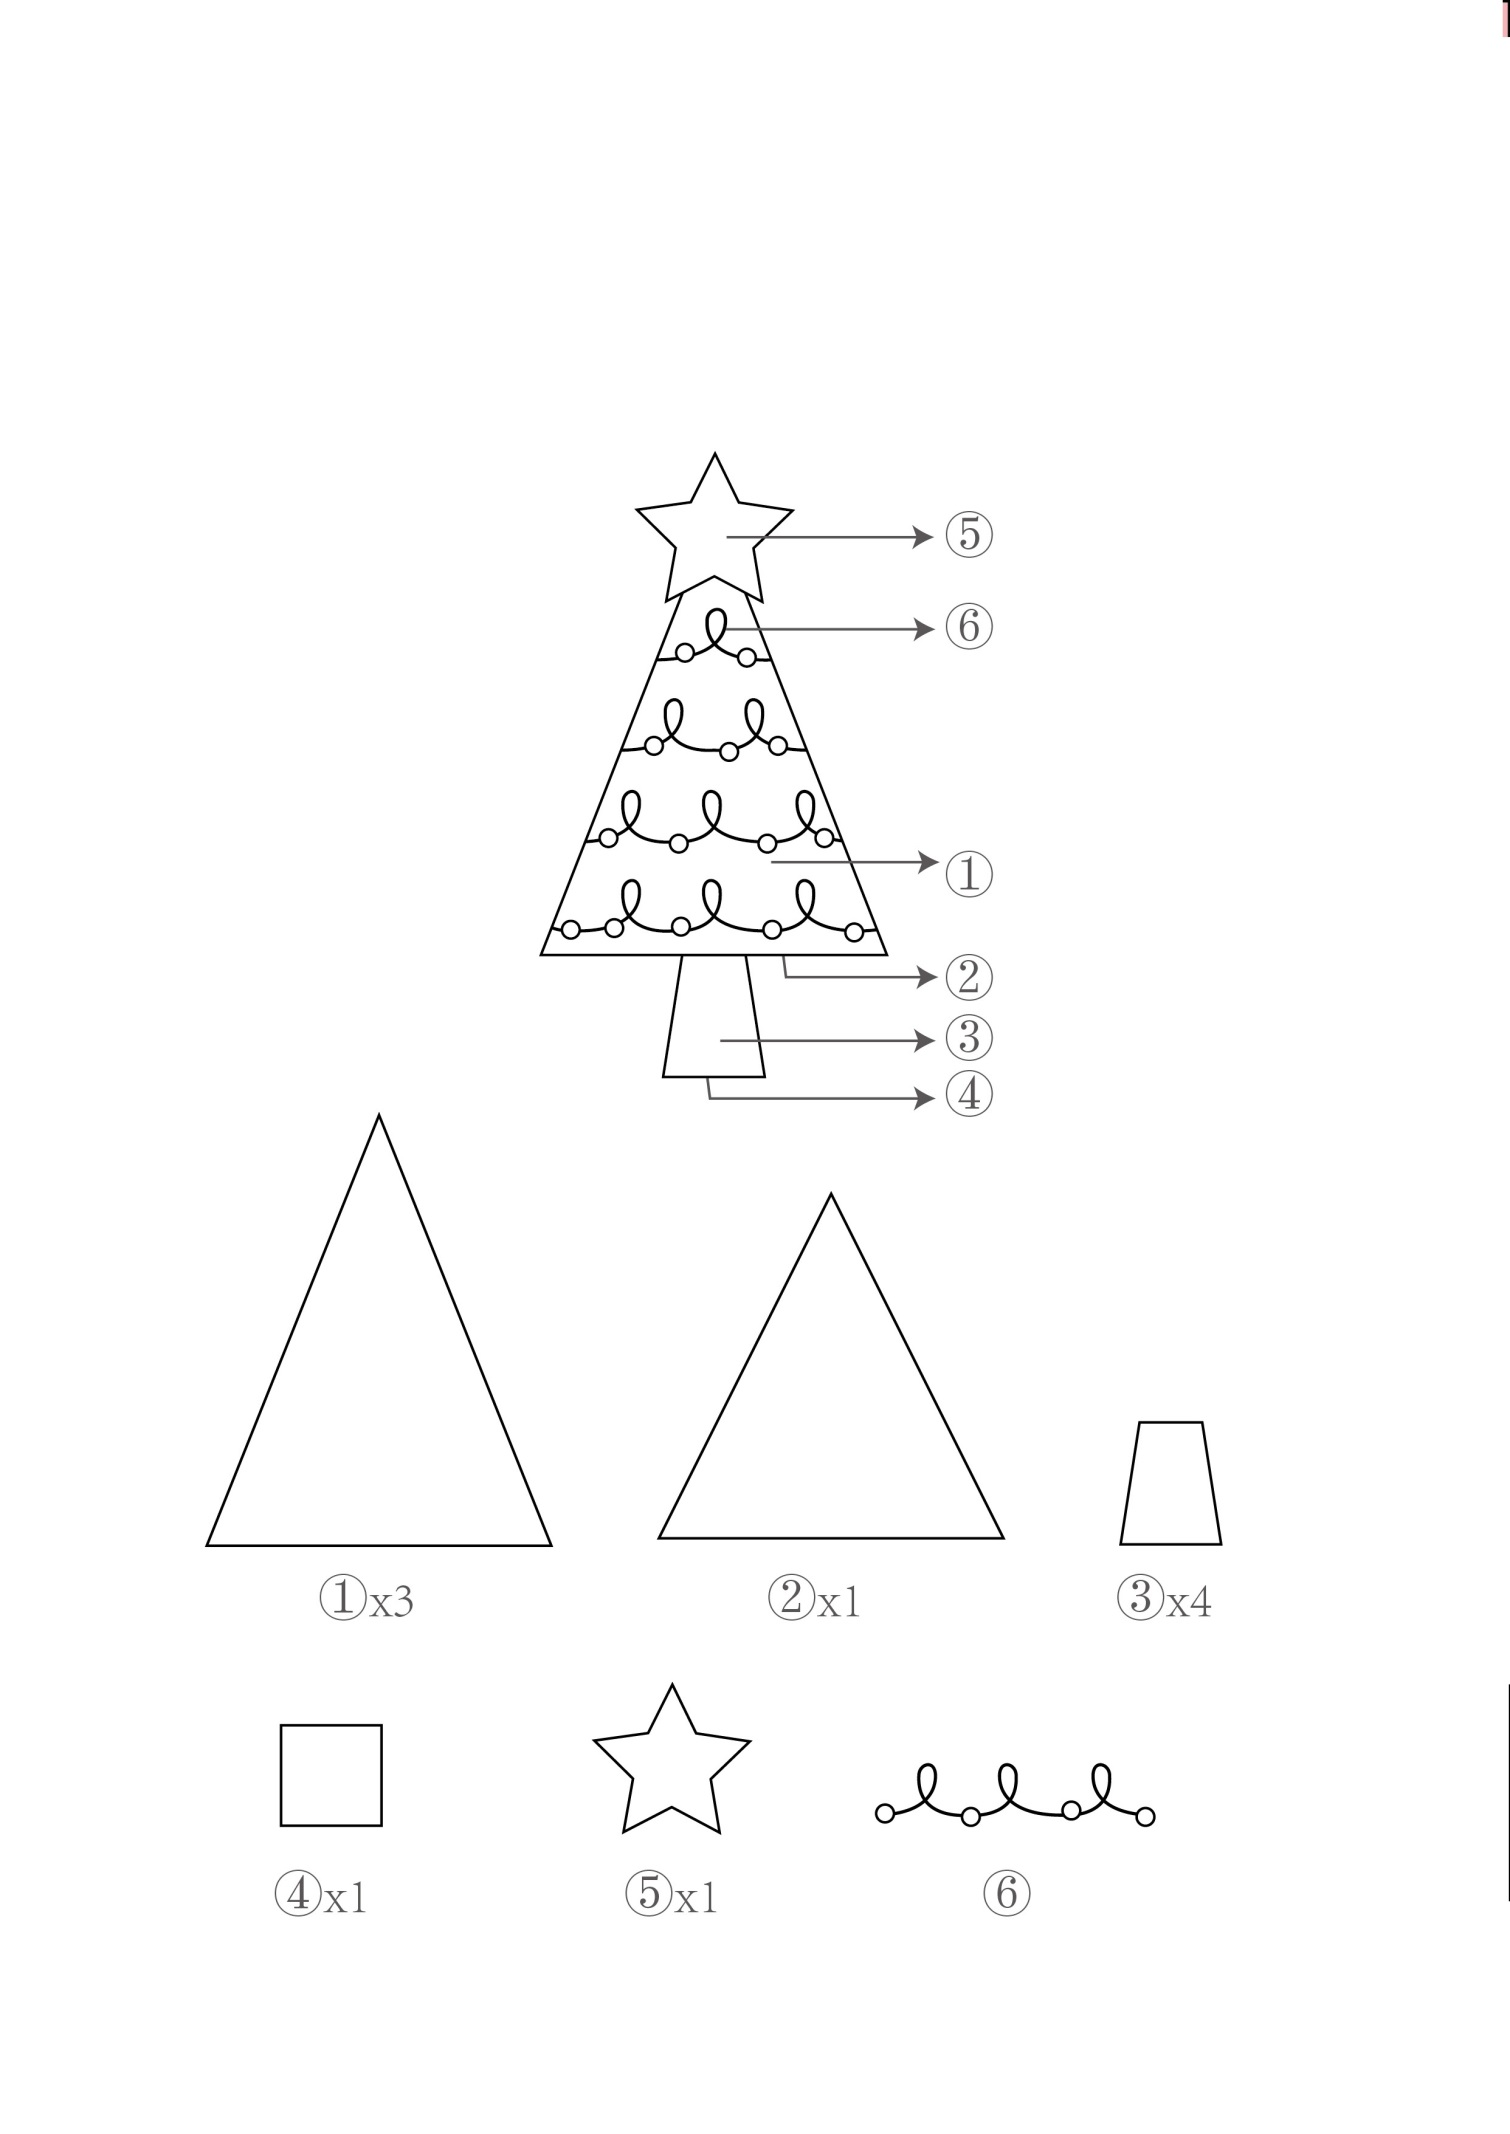 ⑤
⑥
①
②
③
④
①x3
②x1
③x4
④x1
⑤x1
⑥